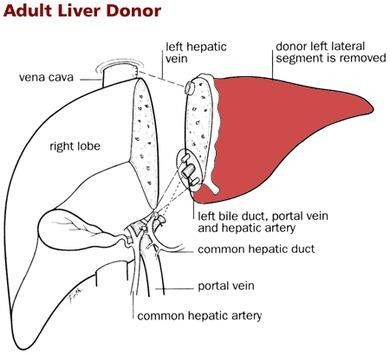 Adult Liver Donor
left hepatic
vein
donor left lateral
segment is removed
vena cava
right lobe
left bile duct, portal vein
and hepatic artery
common hepatic duct
portal vein
common hepatic artery